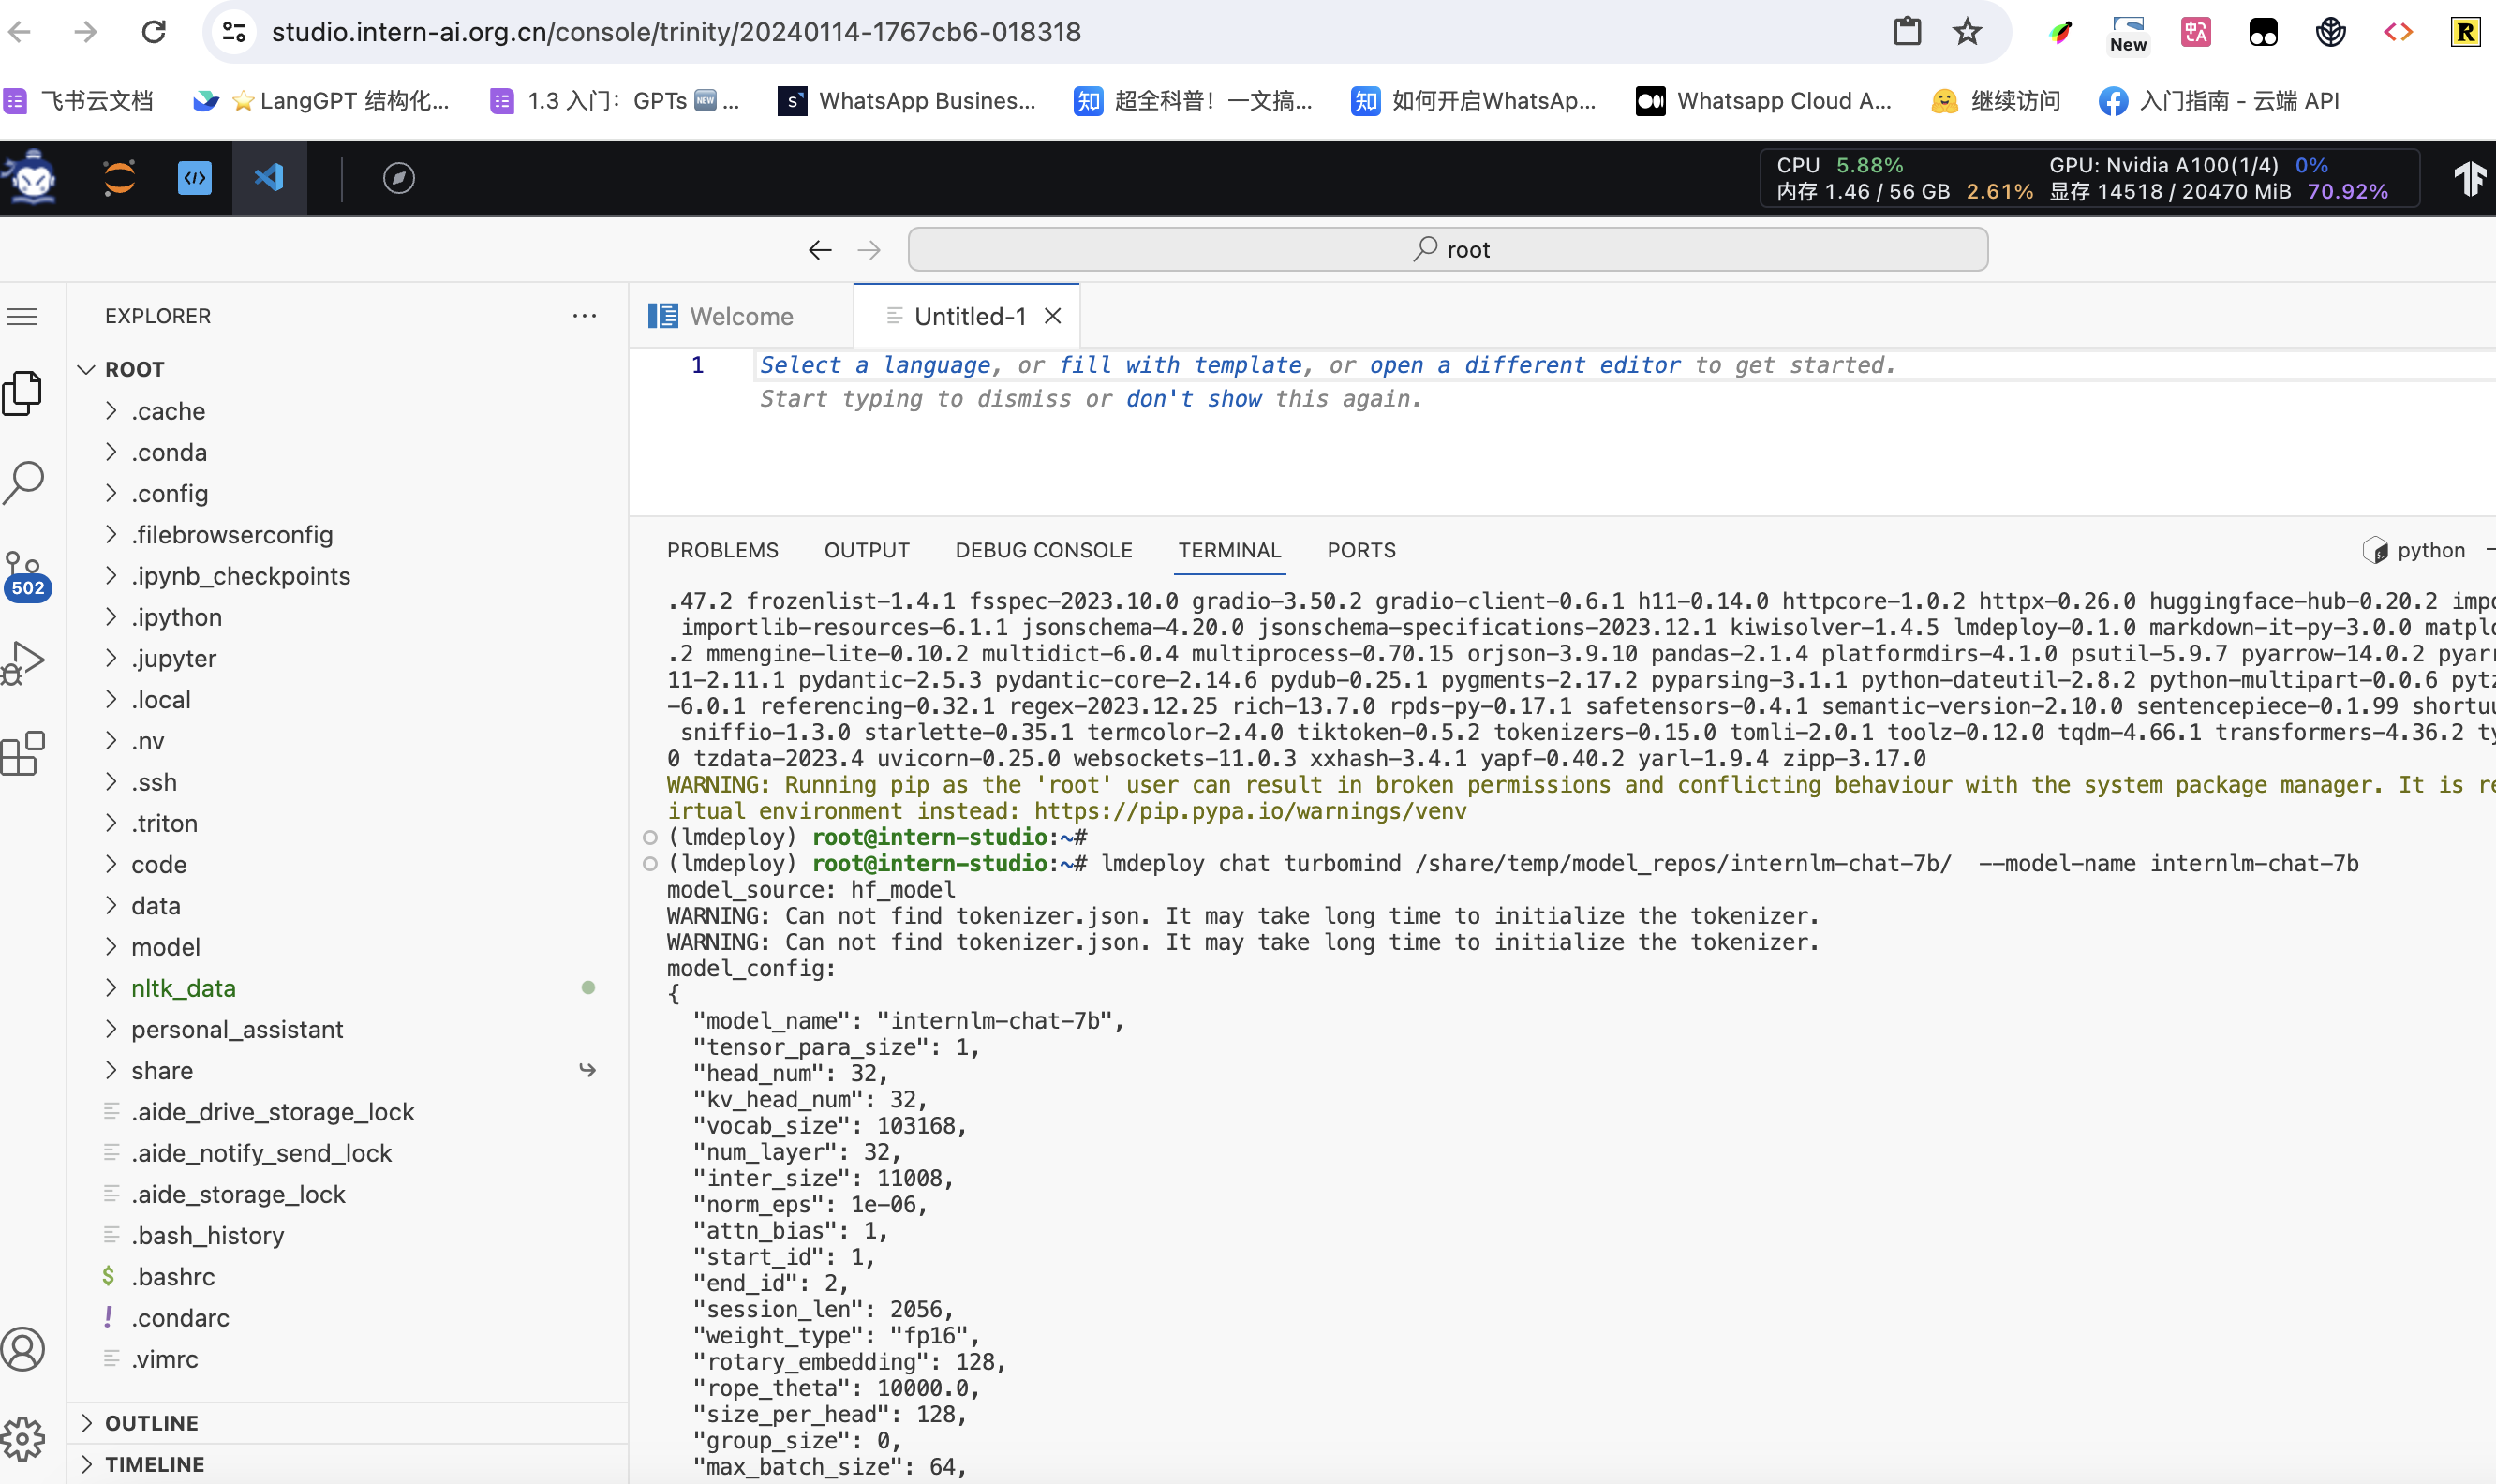 studio.intern-ai.org.cn/console/trinity/20240114-1767cb6-018318
New
飞书云文档
⭐LangGPT 结构化...
1.3 入门：GPTs NEW ...
WhatsApp Busines...
知 超全科普！一文搞...
知 如何开启WhatsAp...
Whatsapp Cloud A...
继续访问
入门指南 - 云端 API
CPU 5.88% GPU: Nvidia A100(1/4) 0%
内存 1.46 / 56 GB 2.61% 显存 14518 / 20470 MiB 70.92%
root
EXPLORER
ROOT
.cache
.conda
.config
.filebrowserconfig
.ipynb_checkpoints
.ipython
.jupyter
.local
.nv
.ssh
.triton
code
data
model
nltk_data
personal_assistant
share
.aide_drive_storage_lock
.aide_notify_send_lock
.aide_storage_lock
.bash_history
$ .bashrc
! .condarc
.vimrc
OUTLINE
TIMELINE
502
Welcome
Untitled-1
1 Select a language, or fill with template, or open a different editor to get started.
Start typing to dismiss or don't show this again.
PROBLEMS OUTPUT DEBUG CONSOLE TERMINAL PORTS
python
.47.2 frozenlist-1.4.1 fsspec-2023.10.0 gradio-3.50.2 gradio-client-0.6.1 h11-0.14.0 httpcore-1.0.2 httpx-0.26.0 huggingface-hub-0.20.2 imp
importlib-resources-6.1.1 jsonschema-4.20.0 jsonschema-specifications-2023.12.1 kiwisolver-1.4.5 lmdeploy-0.1.0 markdown-it-py-3.0.0 matpl
.2 mmengine-lite-0.10.2 multidict-6.0.4 multiprocess-0.70.15 orjson-3.9.10 pandas-2.1.4 platformdirs-4.1.0 psutil-5.9.7 pyarrow-14.0.2 pyar
11-2.11.1 pydantic-2.5.3 pydantic-core-2.14.6 pydub-0.25.1 pygments-2.17.2 pyparsing-3.1.1 python-dateutil-2.8.2 python-multipart-0.0.6 pytz
-6.0.1 referencing-0.32.1 regex-2023.12.25 rich-13.7.0 rpds-py-0.17.1 safetensors-0.4.1 semantic-version-2.10.0 sentencepiece-0.1.99 shortu
sniffio-1.3.0 starlette-0.35.1 termcolor-2.4.0 tiktoken-0.5.2 tokenizers-0.15.0 tomli-2.0.1 toolz-0.12.0 tqdm-4.66.1 transformers-4.36.2 ty
0 tzdata-2023.4 uvicorn-0.25.0 websockets-11.0.3 xxhash-3.4.1 yapf-0.40.2 yarl-1.9.4 zipp-3.17.0
WARNING: Running pip as the 'root' user can result in broken permissions and conflicting behaviour with the system package manager. It is re
irtual environment instead: https://pip.pypa.io/warnings/venv
(lmdeploy) root@intern-studio:~#
(lmdeploy) root@intern-studio:~# lmdeploy chat turbomind /share/temp/model_repos/internlm-chat-7b/  --model-name internlm-chat-7b
model_source: hf_model
WARNING: Can not find tokenizer.json. It may take long time to initialize the tokenizer.
WARNING: Can not find tokenizer.json. It may take long time to initialize the tokenizer.
model_config:
{
"model_name": "internlm-chat-7b",
"tensor_para_size": 1,
"head_num": 32,
"kv_head_num": 32,
"vocab_size": 103168,
"num_layer": 32,
"inter_size": 11008,
"norm_eps": 1e-06,
"attn_bias": 1,
"start_id": 1,
"end_id": 2,
"session_len": 2056,
"weight_type": "fp16",
"rotary_embedding": 128,
"rope_theta": 10000.0,
"size_per_head": 128,
"group_size": 0,
"max_batch_size": 64,